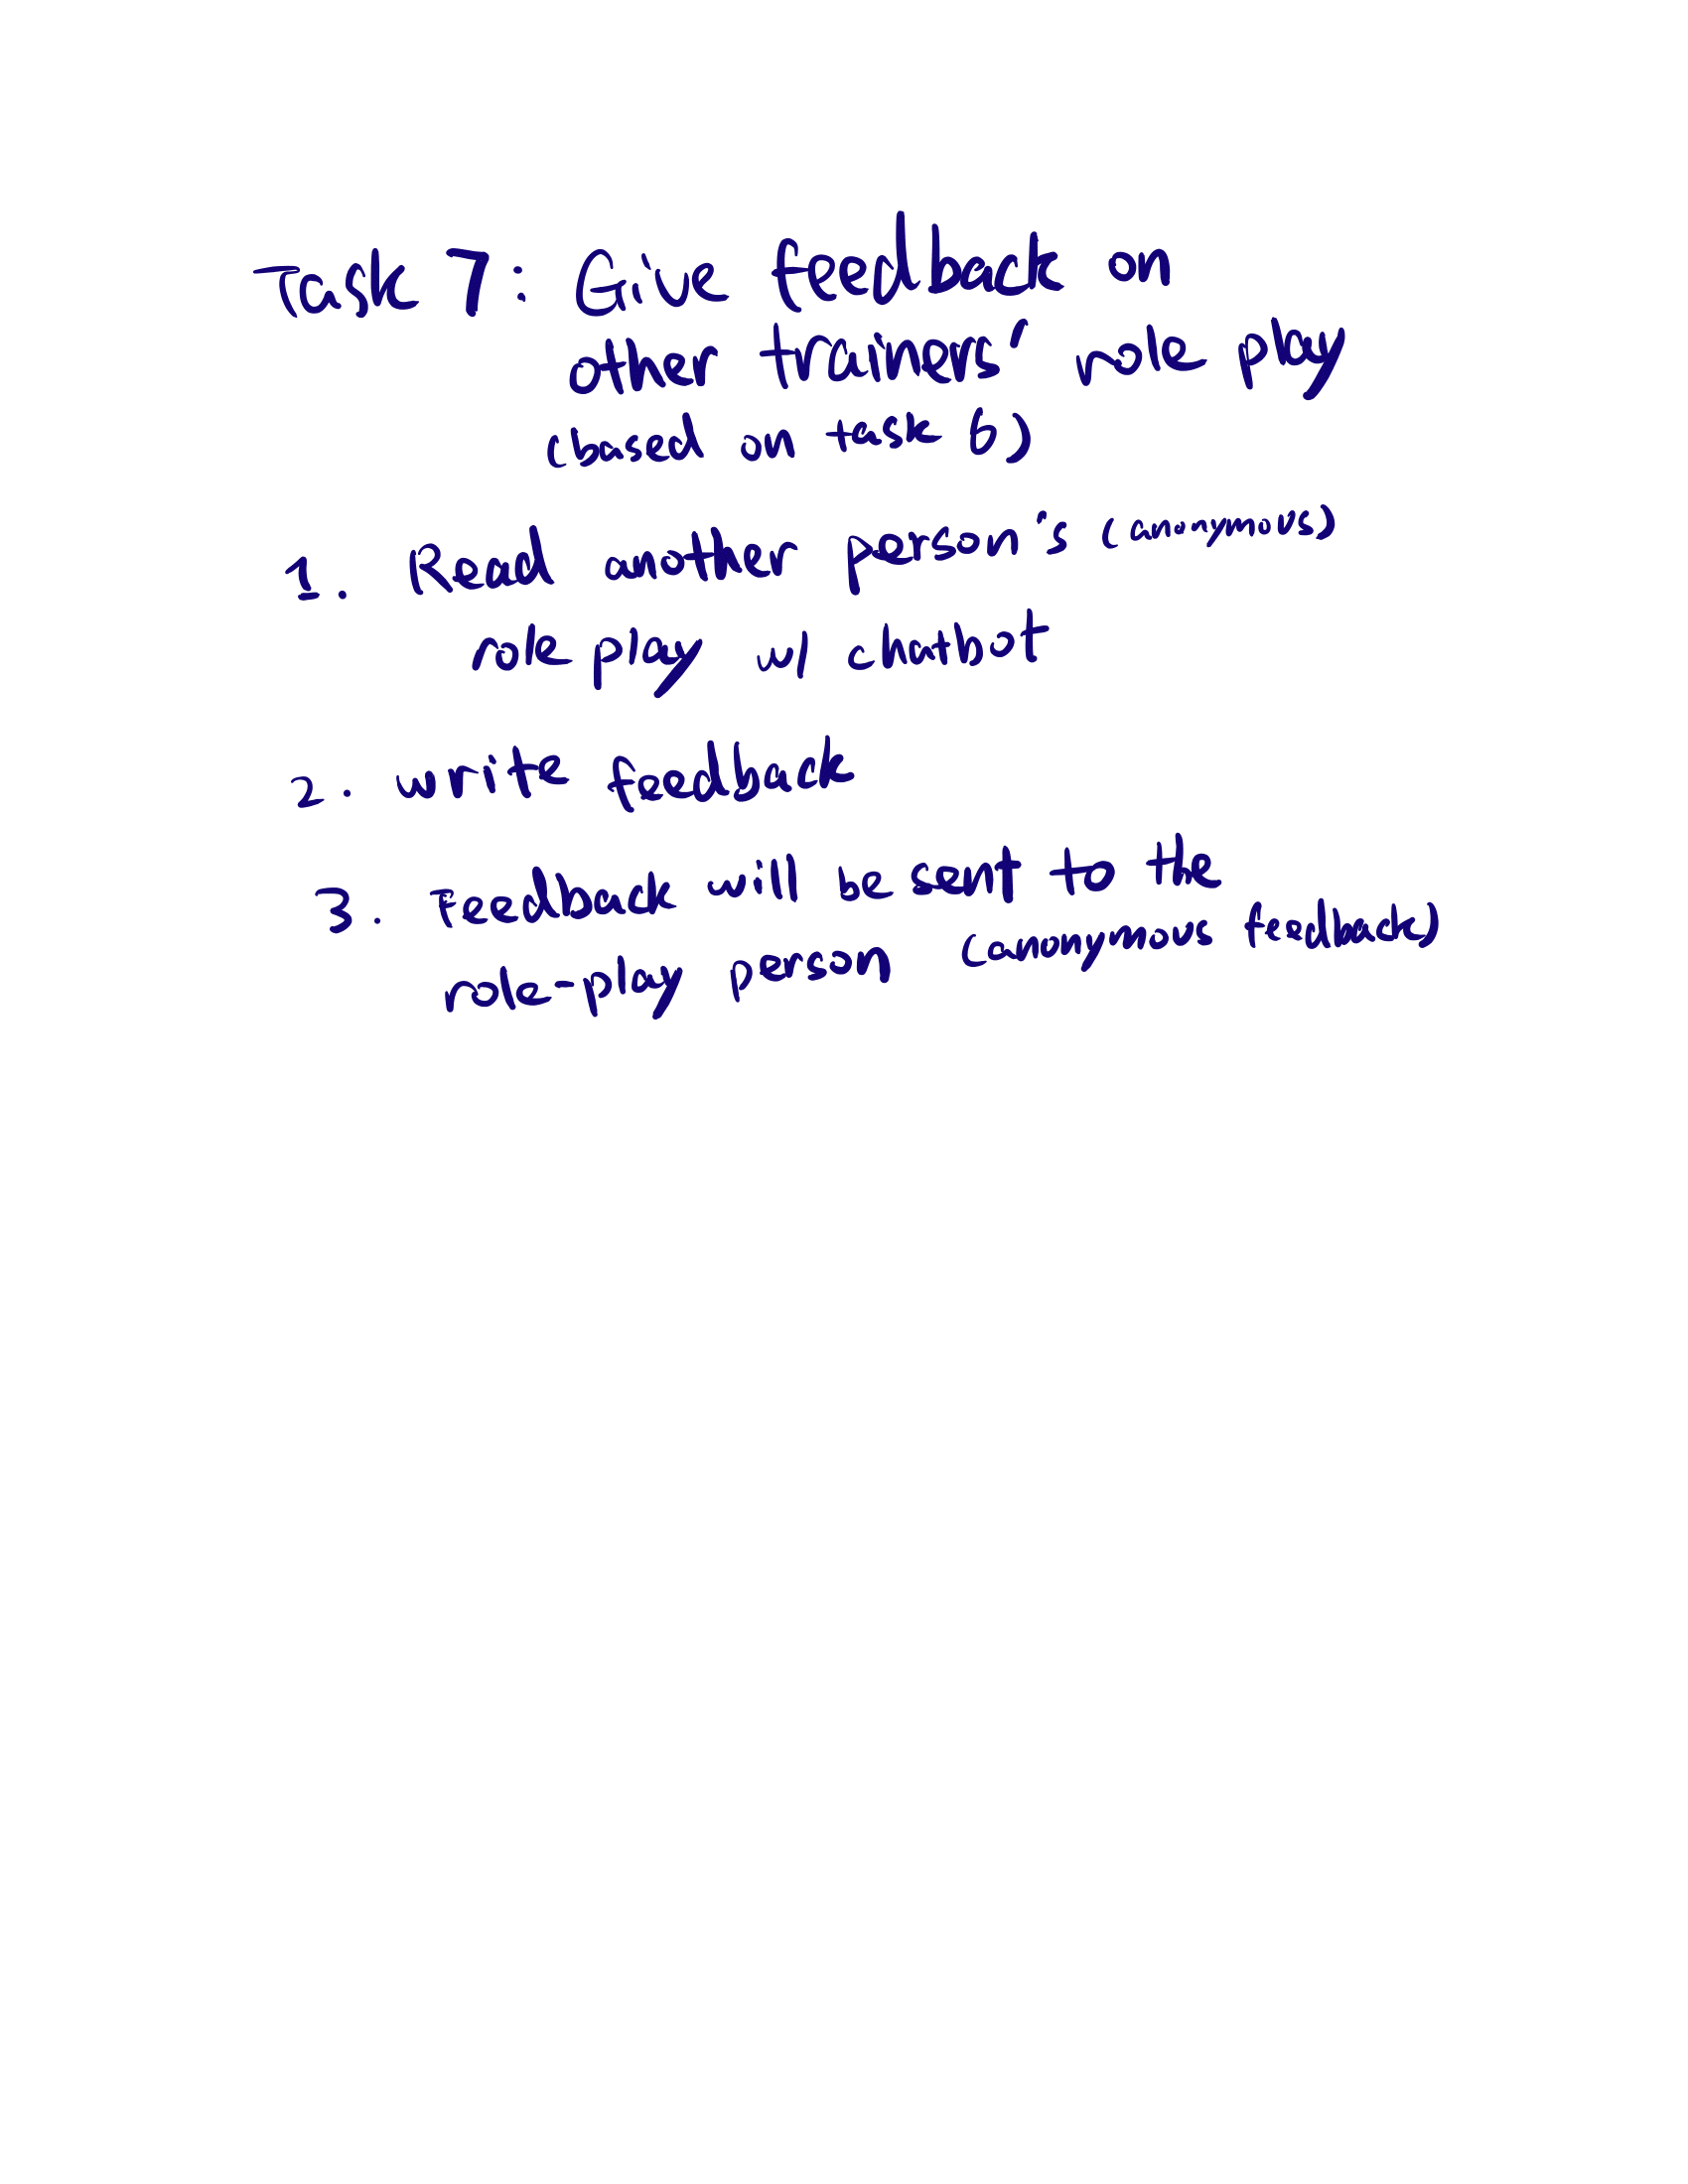 Task 7: Give feedback on
other trainers' role play
(based on task 6)
1. Read another person's (anonymous)
role play w/ chatbot
2. write feedback
3. Feedback will be sent to the
role-play person (anonymous feedback)